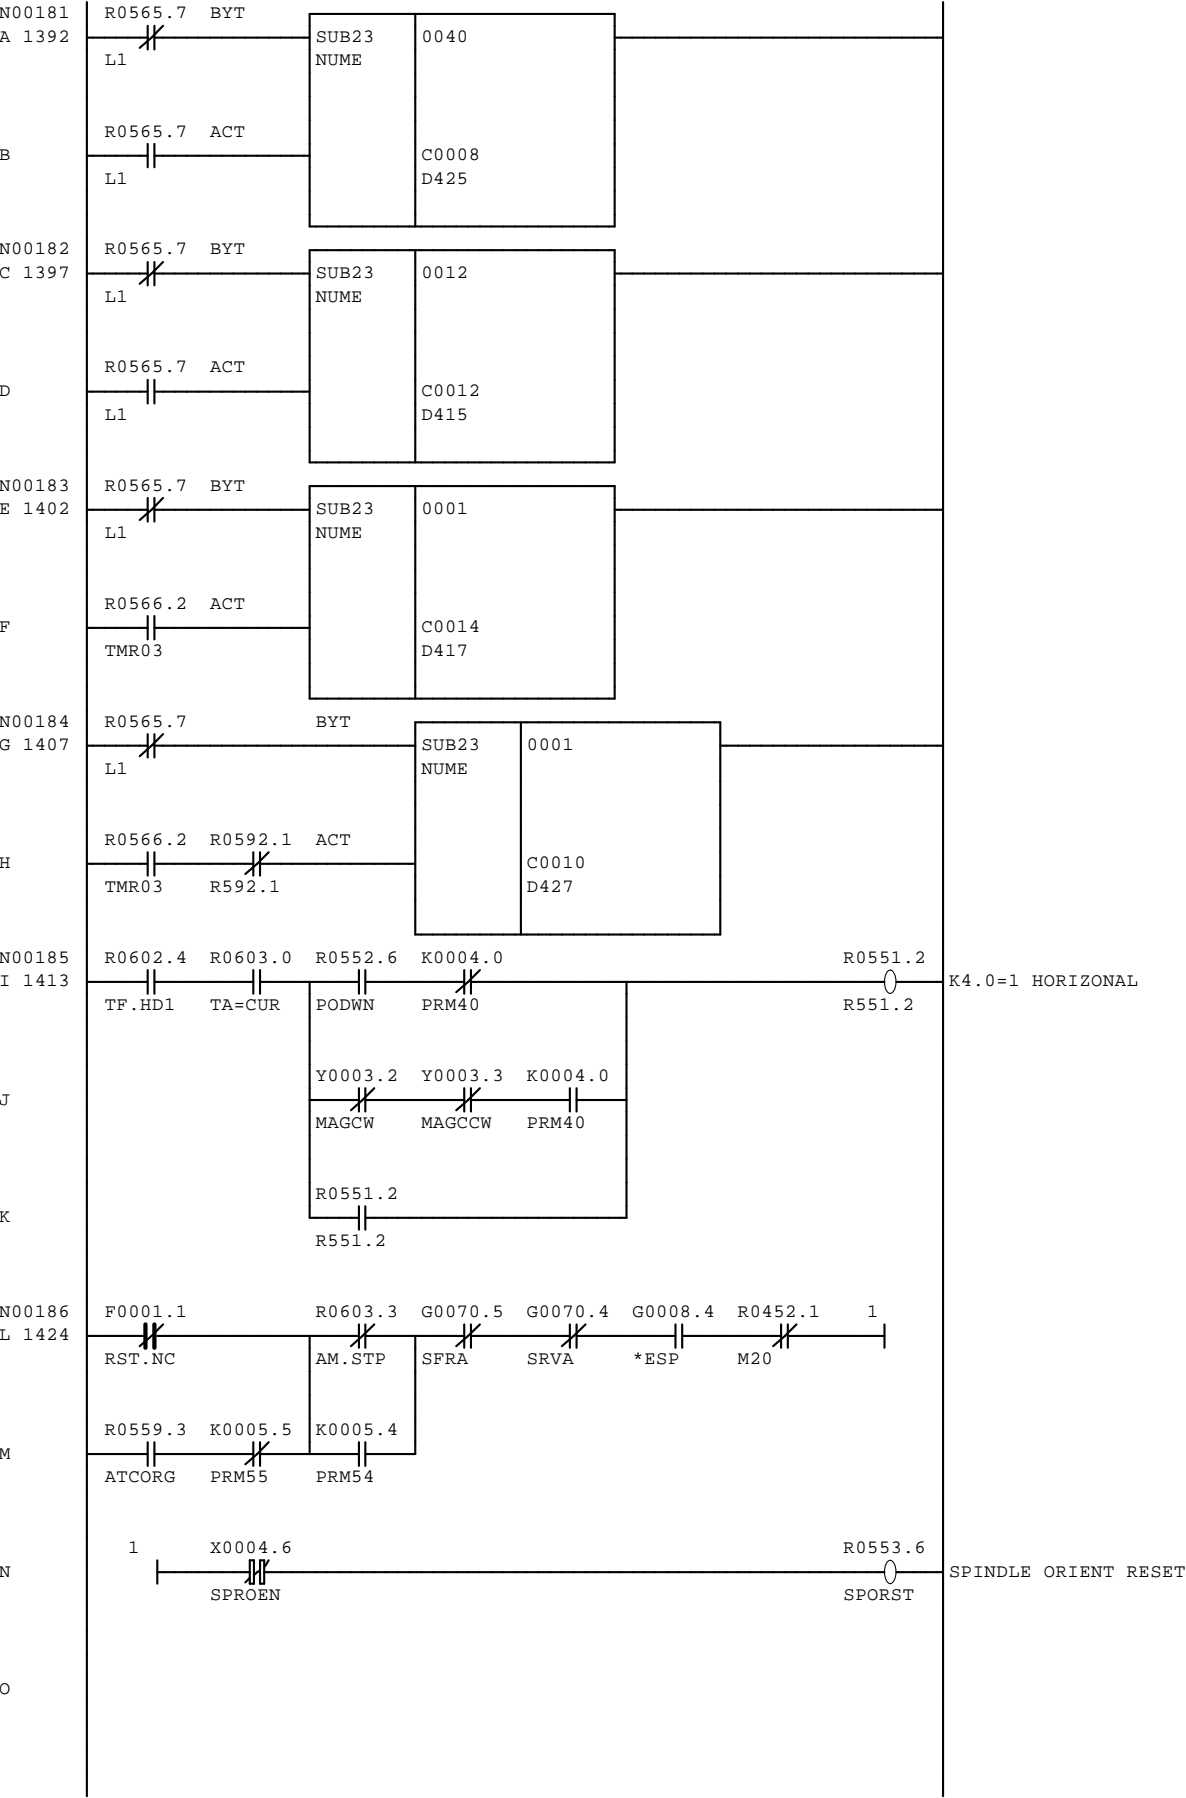 N00181 R0565.7 BYT
A 1392 SUB23 0040
L1 NUME
R0565.7 ACT
B C0008
L1 D425
N00182 R0565.7 BYT
C 1397 SUB23 0012
L1 NUME
R0565.7 ACT
D C0012
L1 D415
N00183 R0565.7 BYT
E 1402 SUB23 0001
L1 NUME
R0566.2 ACT
F C0014
TMR03 D417
N00184 R0565.7 BYT
G 1407 SUB23 0001
L1 NUME
R0566.2 R0592.1 ACT
H C0010
TMR03 R592.1 D427
N00185 R0602.4 R0603.0 R0552.6 K0004.0 R0551.2
I 1413 K4.0=1 HORIZONAL
TF.HD1 TA=CUR PODWN PRM40 R551.2
Y0003.2 Y0003.3 K0004.0
J
MAGCW MAGCCW PRM40
R0551.2
K
R551.2
N00186 F0001.1 R0603.3 G0070.5 G0070.4 G0008.4 R0452.1 1
L 1424
RST.NC AM.STP SFRA SRVA *ESP M20
R0559.3 K0005.5 K0005.4
M
ATCORG PRM55 PRM54
1 X0004.6 R0553.6
N SPINDLE ORIENT RESET
SPROEN SPORST
O